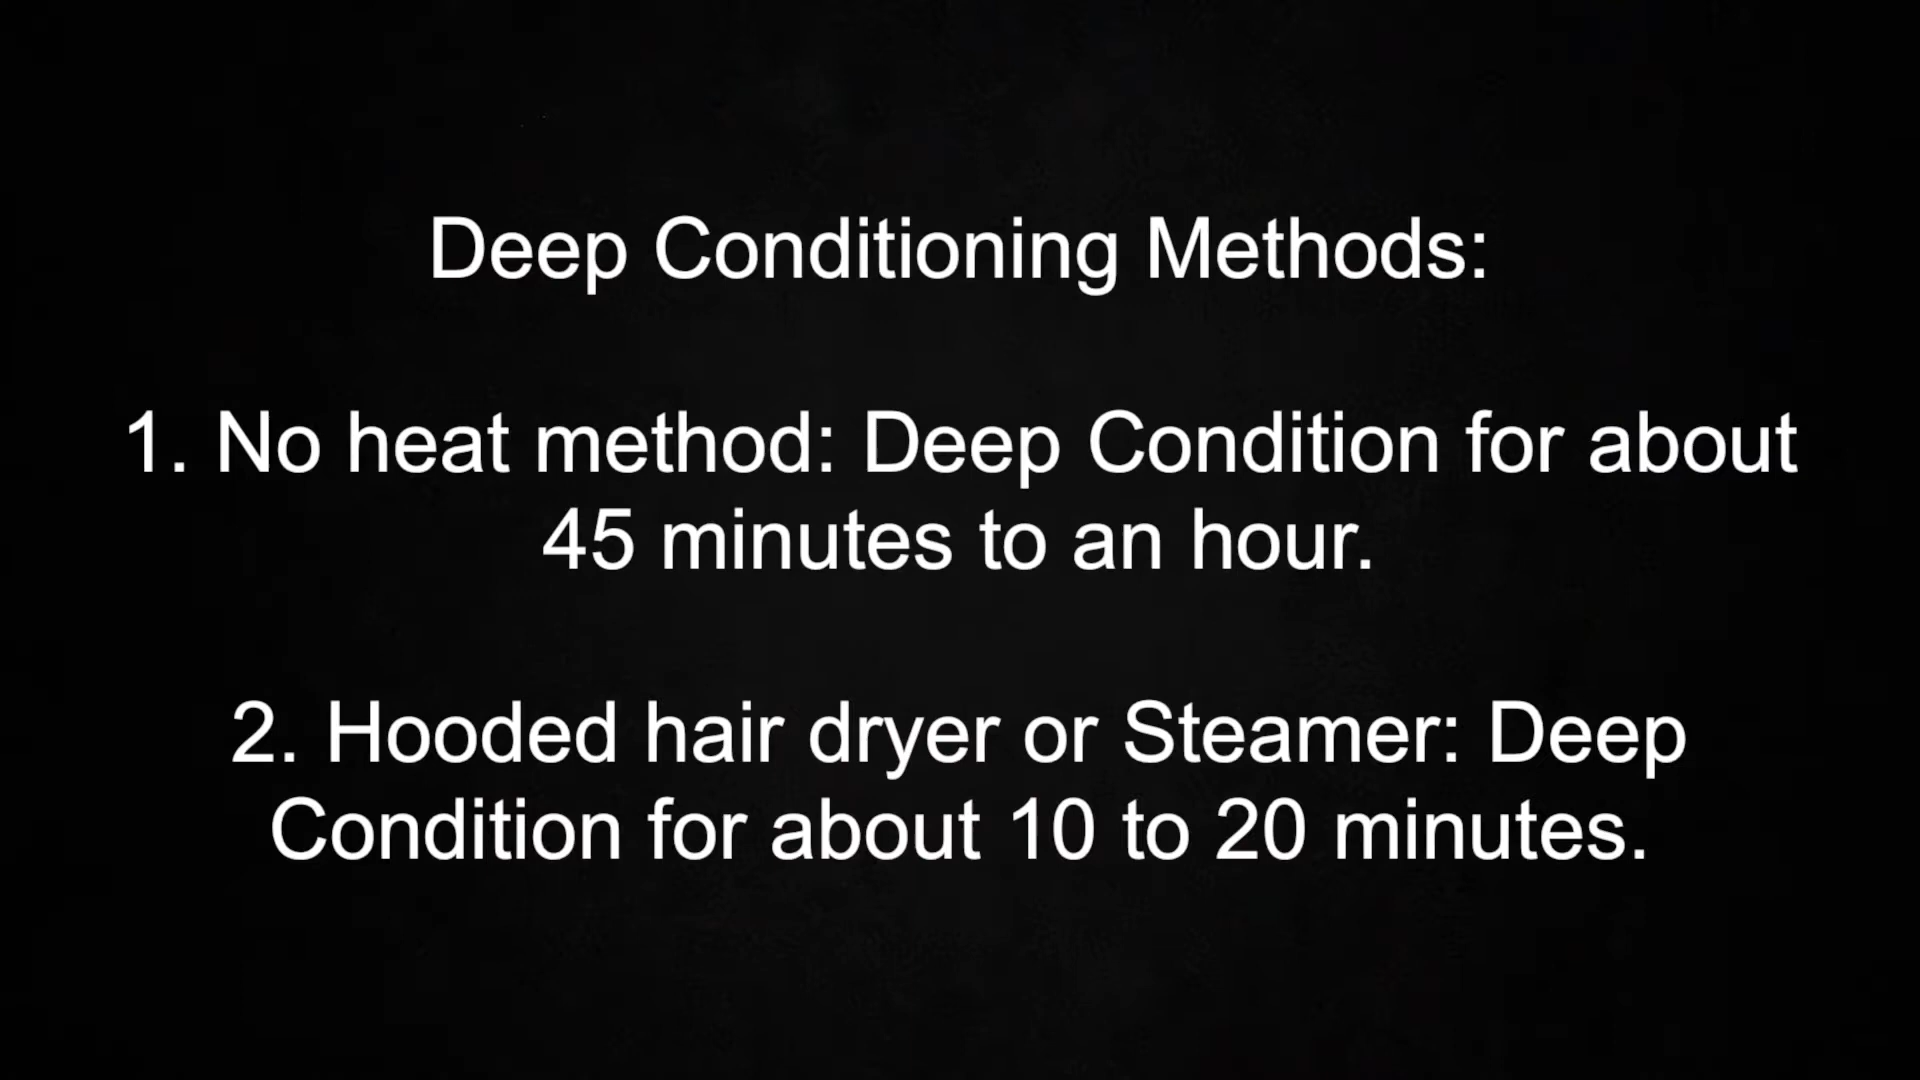 Deep Conditioning Methods:
1. No heat method: Deep Condition for about
45 minutes to an hour.
2. Hooded hair dryer or Steamer: Deep
Condition for about 10 to 20 minutes.